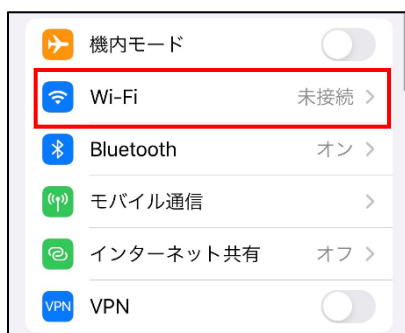 機内モード
Wi-Fi 未接続
Bluetooth オン
モバイル通信
インターネット共有 オフ
VPN VPN